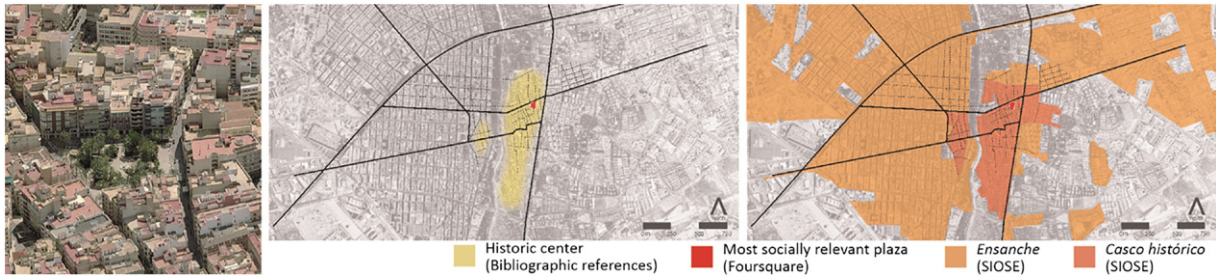 Historic center
(Bibliographic references)
Most socially relevant plaza
(Foursquare)
Ensanche
(SIOSE)
Casco histórico
(SIOSE)